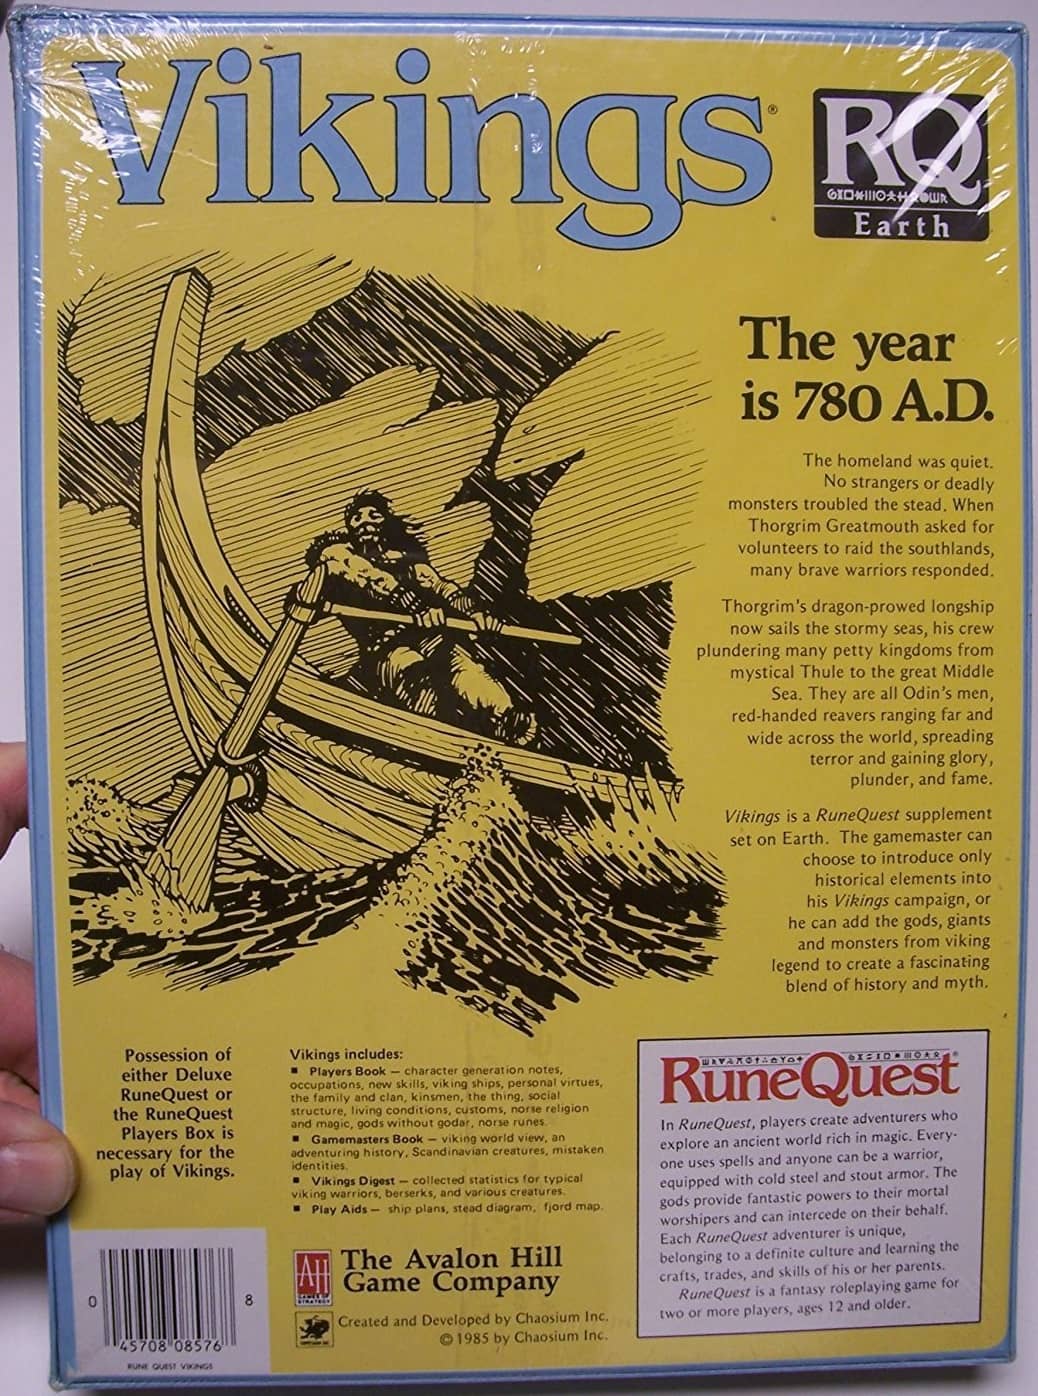 Vikings®
RQ
Earth
The year
is 780 A.D.
The homeland was quiet.
No strangers or deadly
monsters troubled the stead. When
Thorgrim Greatmouth asked for
volunteers to raid the southlands,
many brave warriors responded.
Thorgrim's dragon-prowed longship
now sails the stormy seas, his crew
plundering many petty kingdoms from
mystical Thule to the great Middle
Sea. They are all Odin's men,
red-handed reavers ranging far and
wide across the world, spreading
terror and gaining glory,
plunder, and fame.
Vikings is a RuneQuest supplement
set on Earth. The gamemaster can
choose to introduce only
historical elements into
his Vikings campaign, or
he can add the gods, giants
and monsters from viking
legend to create a fascinating
blend of history and myth.
Possession of
either Deluxe
RuneQuest or
the RuneQuest
Players Box is
necessary for the
play of Vikings.
Vikings includes:
■ Players Book — character generation notes,
occupations, new skills, viking ships, personal virtues,
the family and clan, kinsmen, the thing, social
structure, living conditions, customs, norse religion
and magic, gods without godar, norse runes.
■ Gamemasters Book — viking world view, an
adventuring history, Scandinavian creatures, mistaken
identities.
■ Vikings Digest — collected statistics for typical
viking warriors, berserks, and various creatures.
■ Play Aids — ship plans, stead diagram, fjord map.
RuneQuest®
In RuneQuest, players create adventurers who
explore an ancient world rich in magic. Every-
one uses spells and anyone can be a warrior,
equipped with cold steel and stout armor. The
gods provide fantastic powers to their mortal
worshipers and can intercede on their behalf.
Each RuneQuest adventurer is unique,
belonging to a definite culture and learning the
crafts, trades, and skills of his or her parents.
RuneQuest is a fantasy roleplaying game for
two or more players, ages 12 and older.
0 45708 08576 8
RUNE QUEST VIKINGS
AH
The Avalon Hill
Game Company
Created and Developed by Chaosium Inc.
© 1985 by Chaosium Inc.